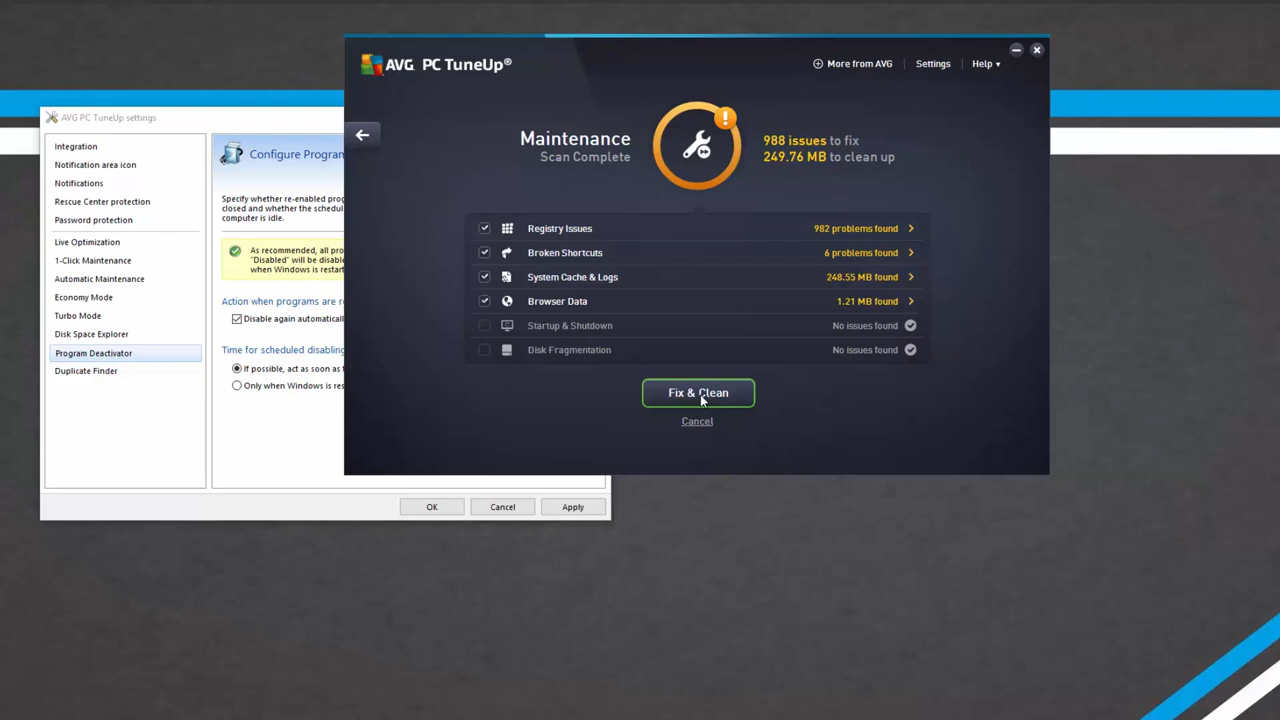 AVG PC TuneUp settings
Integration
Notification area icon
Notifications
Rescue Center protection
Password protection
Live Optimization
1-Click Maintenance
Automatic Maintenance
Economy Mode
Turbo Mode
Disk Space Explorer
Program Deactivator
Duplicate Finder
Configure Progran
Specify whether re-enabled prog
closed and whether the schedul
computer is idle.
As recommended, all pro
"Disabled" will be disable
when Windows is restart
Action when programs are r
Disable again automaticall
Time for scheduled disabling
If possible, act as soon as t
Only when Windows is res
OK
Cancel
Apply
AVG PC TuneUp®
More from AVG
Settings
Help
Maintenance
Scan Complete
988 issues to fix
249.76 MB to clean up
Registry Issues 982 problems found
Broken Shortcuts 6 problems found
System Cache & Logs 248.55 MB found
Browser Data 1.21 MB found
Startup & Shutdown No issues found
Disk Fragmentation No issues found
Fix & Clean
Cancel